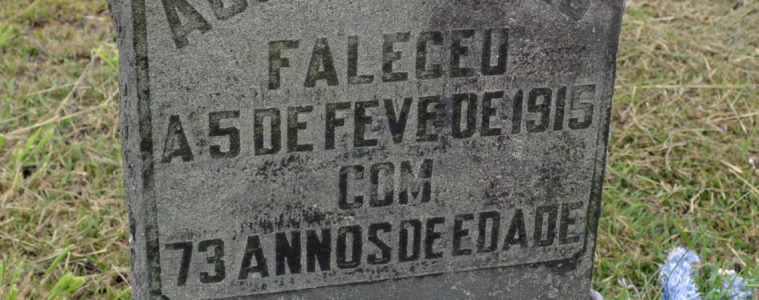 FALECEU
A 5 DE FEVE DE 1915
COM
73 ANNOS DE EDADE